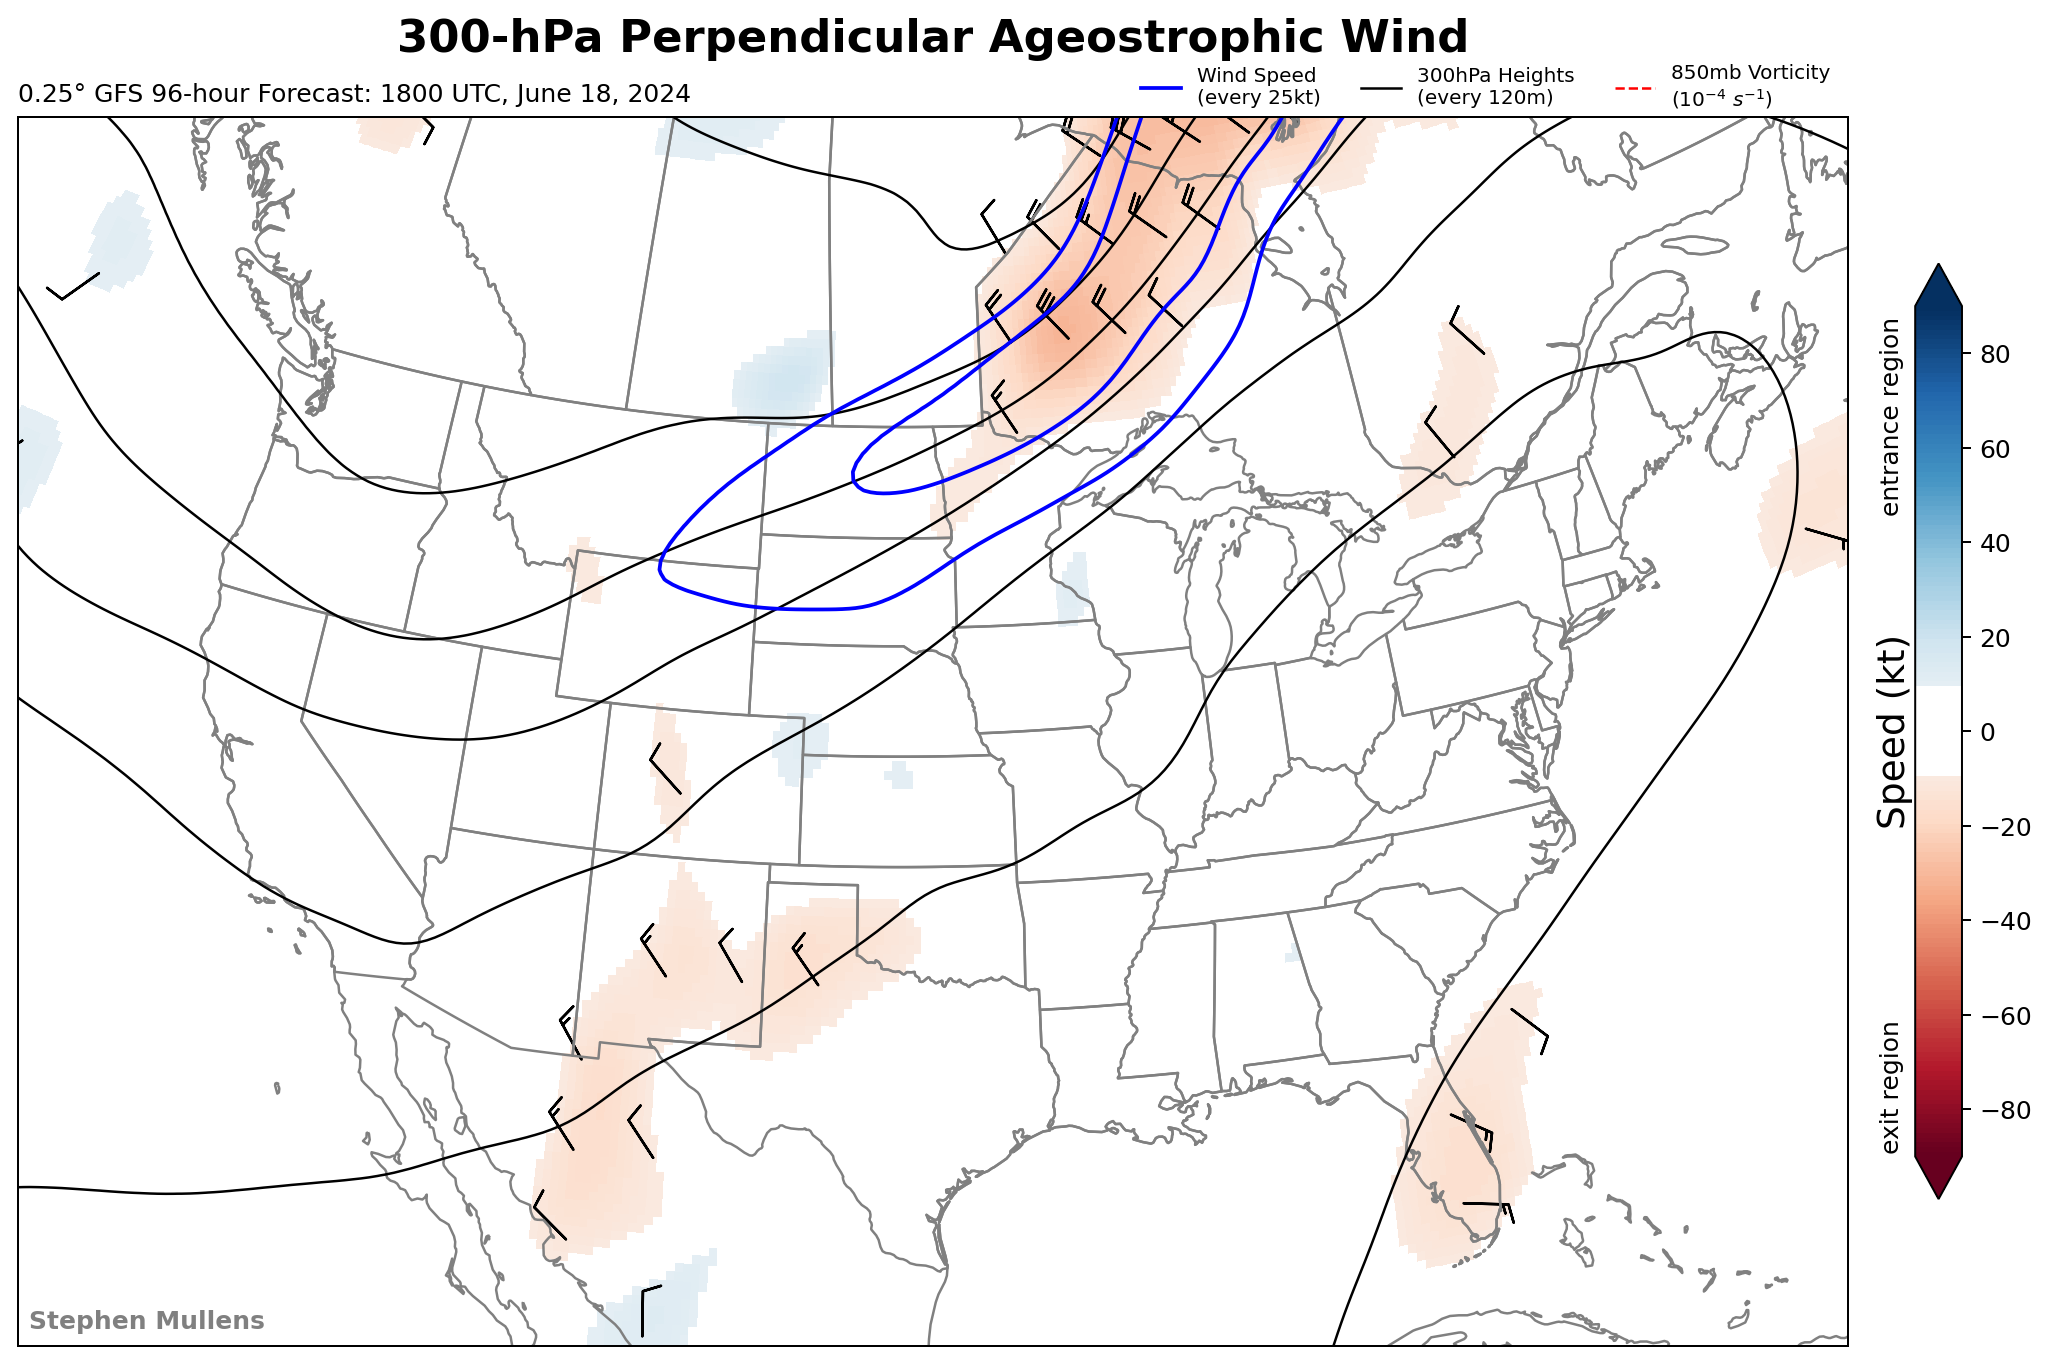 300-hPa Perpendicular Ageostrophic Wind
0.25° GFS 96-hour Forecast: 1800 UTC, June 18, 2024
Wind Speed
(every 25kt)
300hPa Heights
(every 120m)
850mb Vorticity
(10⁻⁴ s⁻¹)
entrance region
Speed (kt)
exit region
80
60
40
20
0
−20
−40
−60
−80
Stephen Mullens